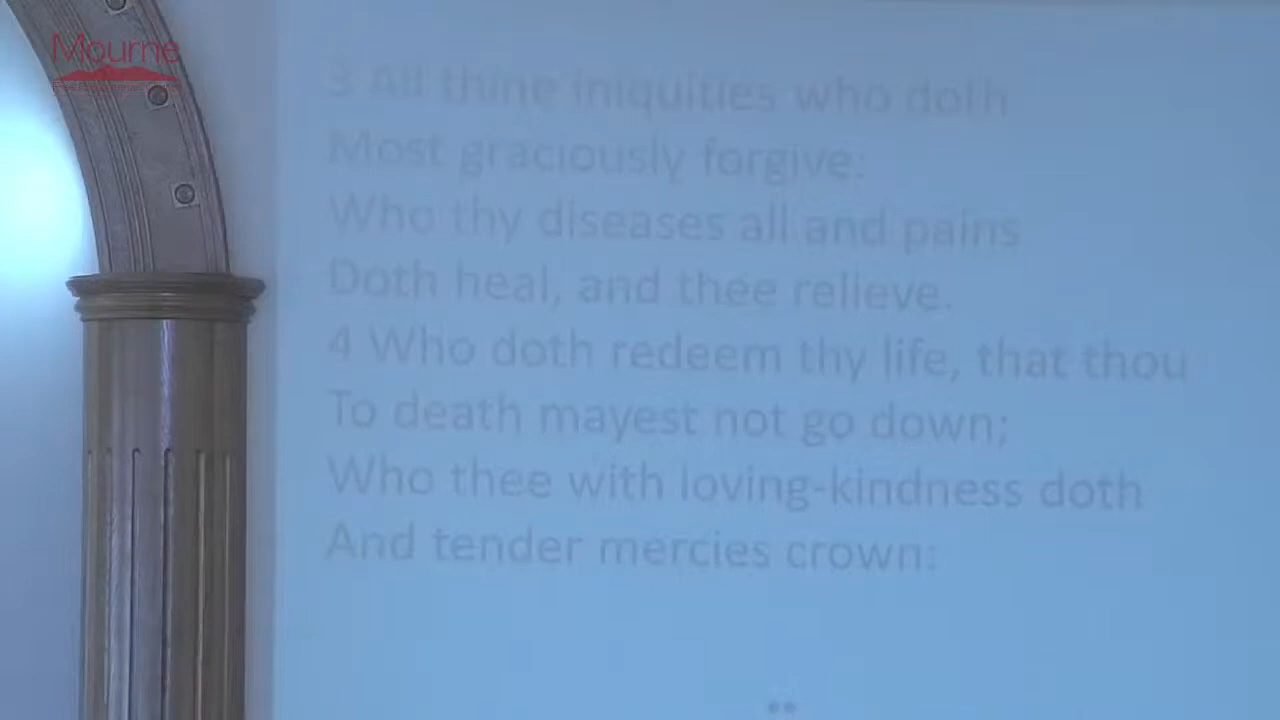 Mourne
3 All thine iniquities who doth
Most graciously forgive:
Who thy diseases all and pains
Doth heal, and thee relieve.
4 Who doth redeem thy life, that thou
To death mayest not go down;
Who thee with loving-kindness doth
And tender mercies crown: